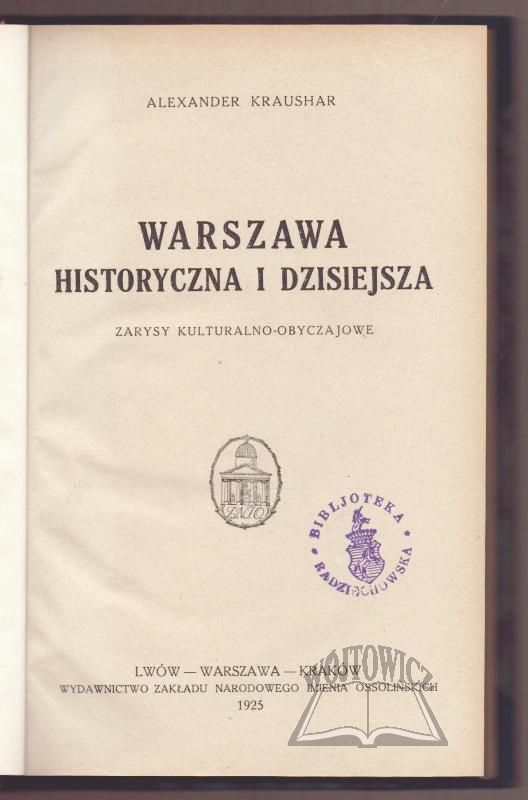 ALEXANDER KRAUSHAR
WARSZAWA
HISTORYCZNA I DZISIEJSZA
ZARYSY KULTURALNO-OBYCZAJOWE
ZNIO
BIBLJOTEKA
RADZIECHOWSKA
LWÓW — WARSZAWA — KRAKÓW
WYDAWNICTWO ZAKŁADU NARODOWEGO IMIENIA OSSOLIŃSKICH
1925
WÓJTOWICZ